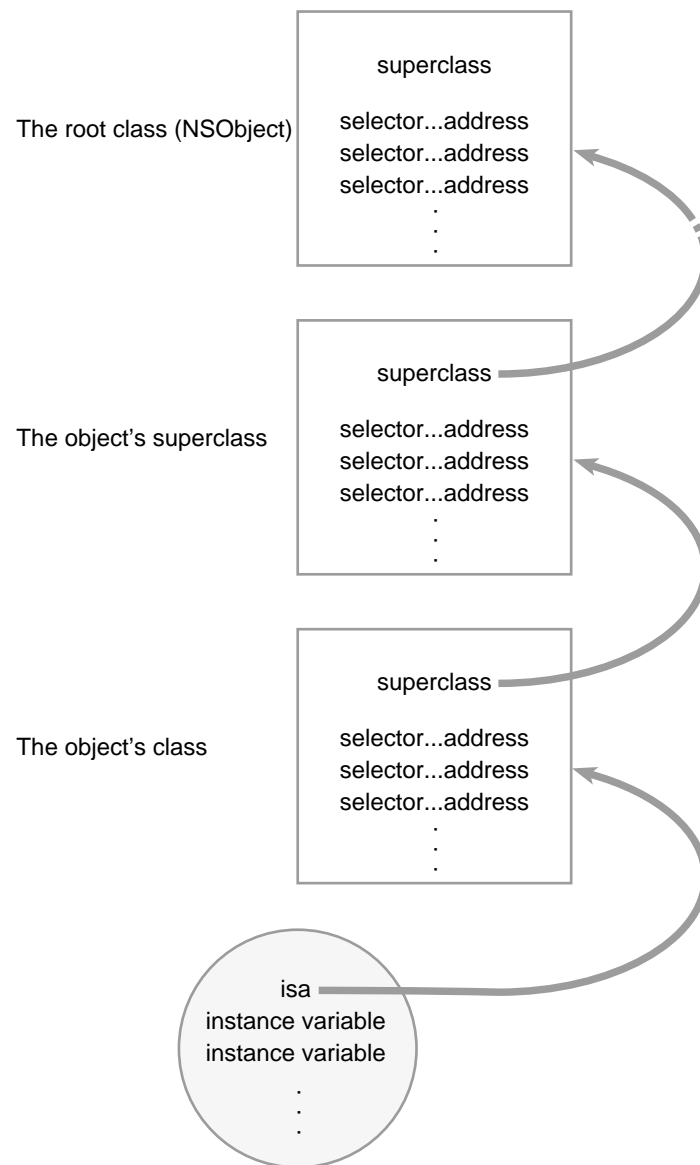 superclass
The root class (NSObject)
selector...address
selector...address
selector...address
.
.
.
superclass
The object’s superclass
selector...address
selector...address
selector...address
.
.
.
superclass
The object’s class
selector...address
selector...address
selector...address
.
.
.
isa
instance variable
instance variable
.
.
.